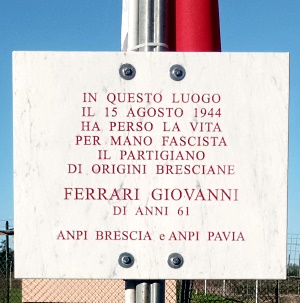 IN QUESTO LUOGO
IL 15 AGOSTO 1944
HA PERSO LA VITA
PER MANO FASCISTA
IL PARTIGIANO
DI ORIGINI BRESCIANE
FERRARI GIOVANNI
DI ANNI 61
ANPI BRESCIA e ANPI PAVIA